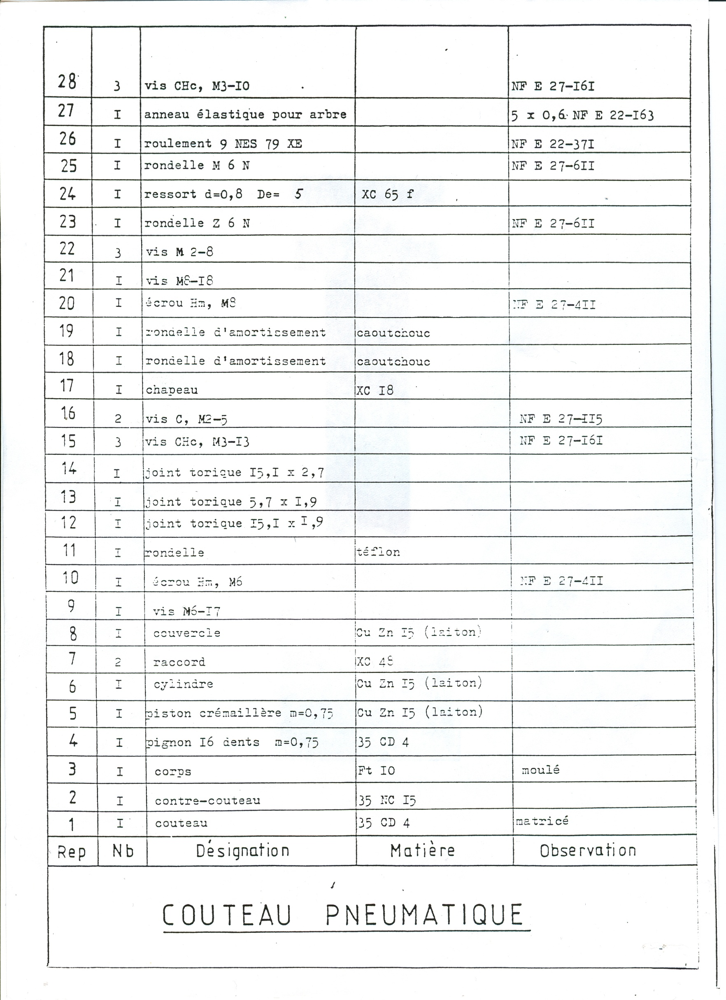 28 3 vis CHc, M3-I0 NF E 27-I6I
27 I anneau élastique pour arbre 5 x 0,6 NF E 22-I63
26 I roulement 9 NES 79 XE NF E 22-37I
25 I rondelle M 6 N NF E 27-6II
24 I ressort d=0,8 De= 5 XC 65 f
23 I rondelle Z 6 N NF E 27-6II
22 3 vis M 2-8
21 I vis M8-I8
20 I écrou Hm, M8 NF E 27-4II
19 I rondelle d'amortissement caoutchouc
18 I rondelle d'amortissement caoutchouc
17 I chapeau XC I8
16 2 vis C, M2-5 NF E 27-II5
15 3 vis CHc, M3-I3 NF E 27-I6I
14 I joint torique I5,I x 2,7
13 I joint torique 5,7 x I,9
12 I joint torique I5,I x I,9
11 I rondelle téflon
10 I écrou Hm, M6 NF E 27-4II
9 I vis M6-I7
8 I couvercle Cu Zn I5 (laiton)
7 2 raccord XC 48
6 I cylindre Cu Zn I5 (laiton)
5 I piston crémaillère m=0,75 Cu Zn I5 (laiton)
4 I pignon I6 dents m=0,75 35 CD 4
3 I corps Ft I0 moulé
2 I contre-couteau 35 NC I5
1 I couteau 35 CD 4 matricé
Rep Nb Désignation Matière Observation
COUTEAU PNEUMATIQUE